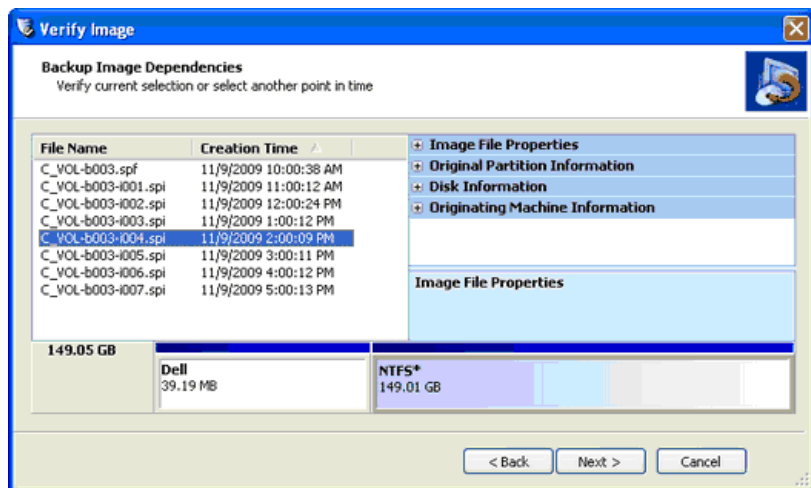 Verify Image
Backup Image Dependencies
Verify current selection or select another point in time
File Name Creation Time
C_VOL-b003.spf 11/9/2009 10:00:38 AM
C_VOL-b003-i001.spi 11/9/2009 11:00:12 AM
C_VOL-b003-i002.spi 11/9/2009 12:00:24 PM
C_VOL-b003-i003.spi 11/9/2009 1:00:12 PM
C_VOL-b003-i004.spi 11/9/2009 2:00:09 PM
C_VOL-b003-i005.spi 11/9/2009 3:00:11 PM
C_VOL-b003-i006.spi 11/9/2009 4:00:12 PM
C_VOL-b003-i007.spi 11/9/2009 5:00:13 PM
Image File Properties
Original Partition Information
Disk Information
Originating Machine Information
Image File Properties
149.05 GB
Dell
39.19 MB
NTFS*
149.01 GB
< Back
Next >
Cancel